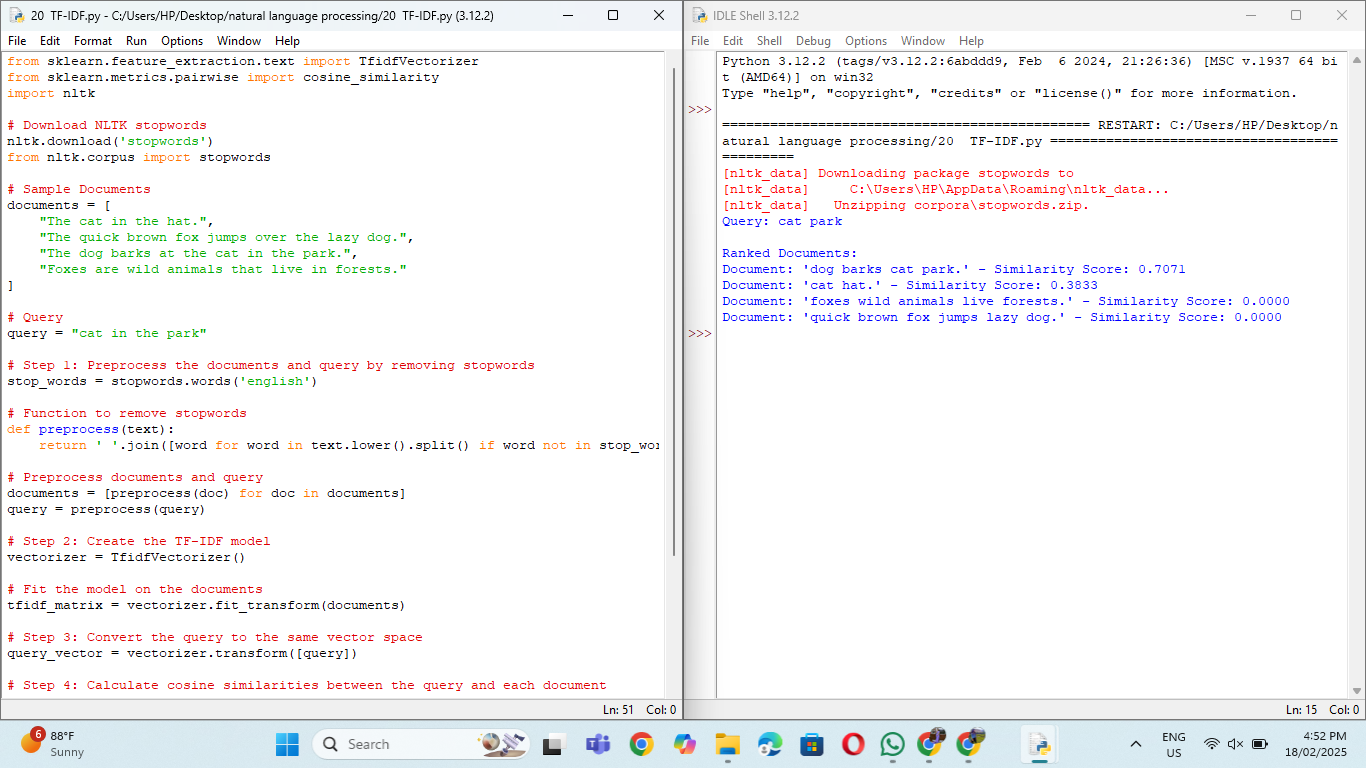 20  TF-IDF.py - C:/Users/HP/Desktop/natural language processing/20  TF-IDF.py (3.12.2)
File Edit Format Run Options Window Help
from sklearn.feature_extraction.text import TfidfVectorizer
from sklearn.metrics.pairwise import cosine_similarity
import nltk

# Download NLTK stopwords
nltk.download('stopwords')
from nltk.corpus import stopwords

# Sample Documents
documents = [
    "The cat in the hat.",
    "The quick brown fox jumps over the lazy dog.",
    "The dog barks at the cat in the park.",
    "Foxes are wild animals that live in forests."
]

# Query
query = "cat in the park"

# Step 1: Preprocess the documents and query by removing stopwords
stop_words = stopwords.words('english')

# Function to remove stopwords
def preprocess(text):
    return ' '.join([word for word in text.lower().split() if word not in stop_wor

# Preprocess documents and query
documents = [preprocess(doc) for doc in documents]
query = preprocess(query)

# Step 2: Create the TF-IDF model
vectorizer = TfidfVectorizer()

# Fit the model on the documents
tfidf_matrix = vectorizer.fit_transform(documents)

# Step 3: Convert the query to the same vector space
query_vector = vectorizer.transform([query])

# Step 4: Calculate cosine similarities between the query and each document
Ln: 51 Col: 0
IDLE Shell 3.12.2
File Edit Shell Debug Options Window Help
Python 3.12.2 (tags/v3.12.2:6abddd9, Feb  6 2024, 21:26:36) [MSC v.1937 64 bi
t (AMD64)] on win32
Type "help", "copyright", "credits" or "license()" for more information.
>>>
============================================== RESTART: C:/Users/HP/Desktop/n
atural language processing/20  TF-IDF.py ====================================
=========
[nltk_data] Downloading package stopwords to
[nltk_data]     C:\Users\HP\AppData\Roaming\nltk_data...
[nltk_data]   Unzipping corpora\stopwords.zip.
Query: cat park

Ranked Documents:
Document: 'dog barks cat park.' - Similarity Score: 0.7071
Document: 'cat hat.' - Similarity Score: 0.3833
Document: 'foxes wild animals live forests.' - Similarity Score: 0.0000
Document: 'quick brown fox jumps lazy dog.' - Similarity Score: 0.0000
>>>
Ln: 15 Col: 0
6
88°F
Sunny
Search
ENG
US
4:52 PM
18/02/2025